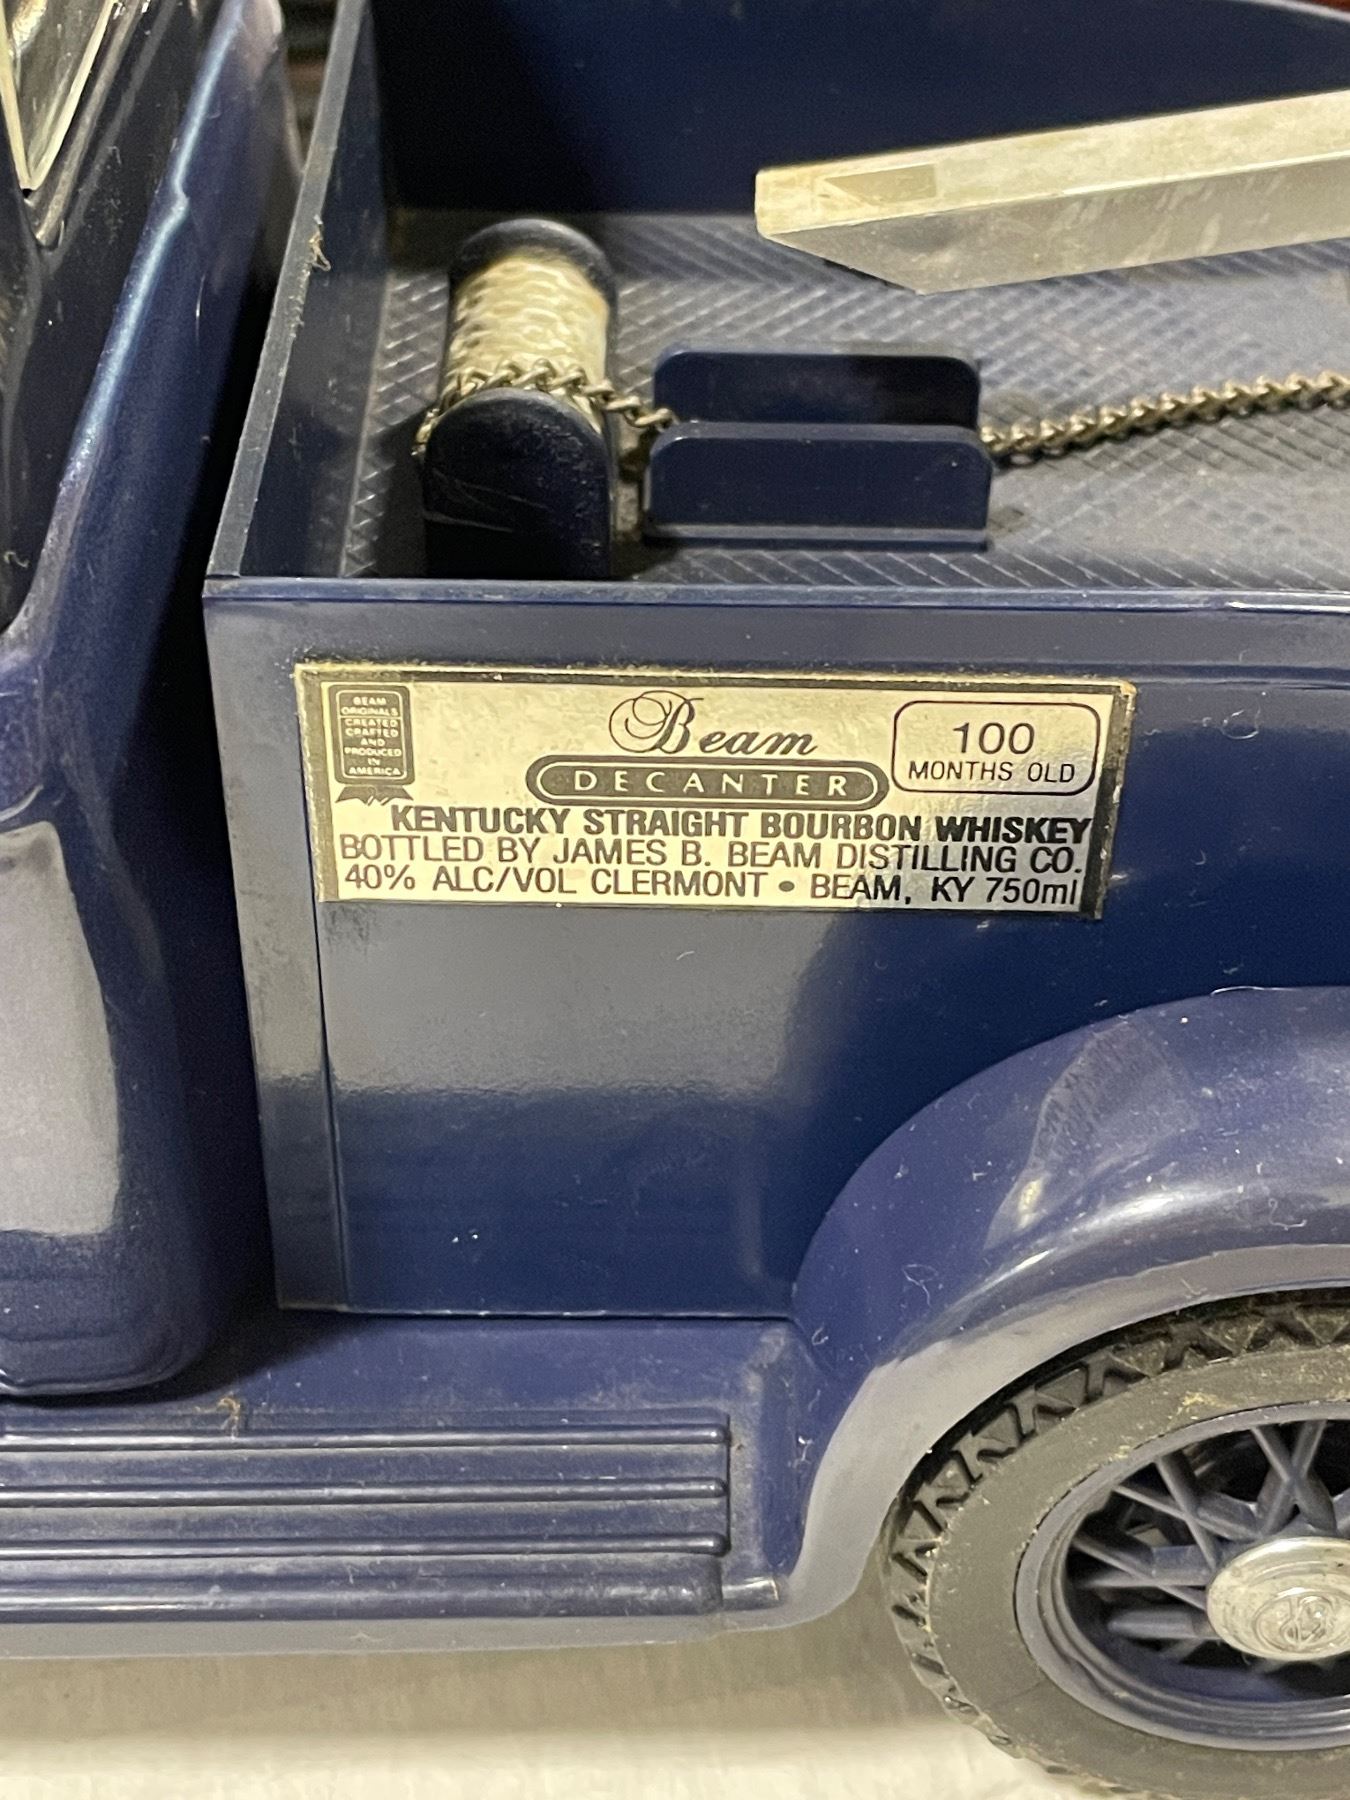 BEAM
ORIGINALS
CREATED
CRAFTED
AND
PRODUCED
IN
AMERICA
Beam
DECANTER
100
MONTHS OLD
KENTUCKY STRAIGHT BOURBON WHISKEY
BOTTLED BY JAMES B. BEAM DISTILLING CO.
40% ALC/VOL CLERMONT • BEAM, KY 750ml